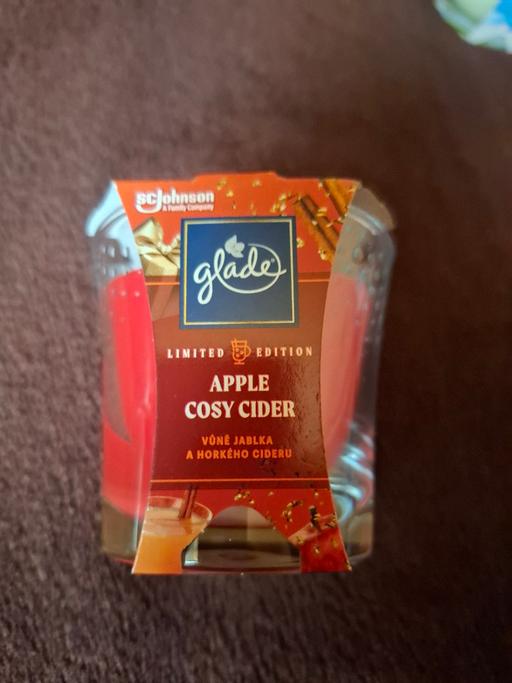 SC Johnson
A Family Company
glade®
LIMITED EDITION
APPLE
COSY CIDER
VŮNĚ JABLKA
A HORKÉHO CIDERU